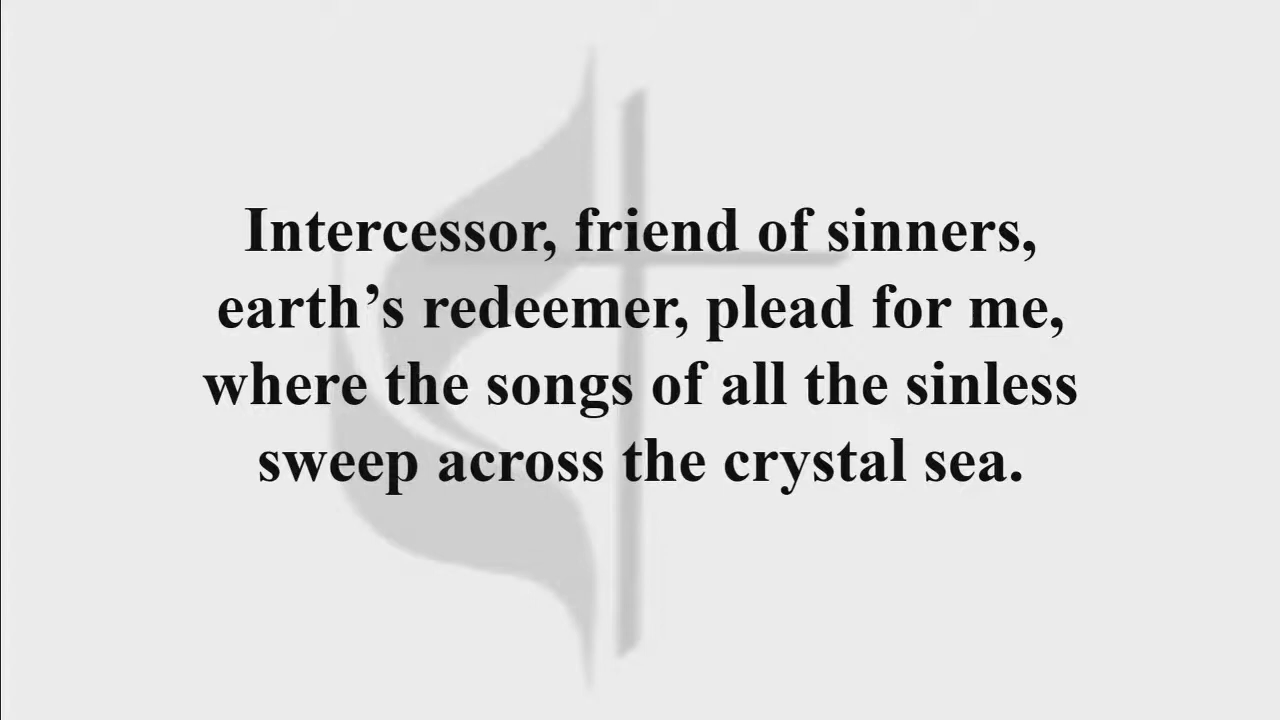 Intercessor, friend of sinners,
earth’s redeemer, plead for me,
where the songs of all the sinless
sweep across the crystal sea.